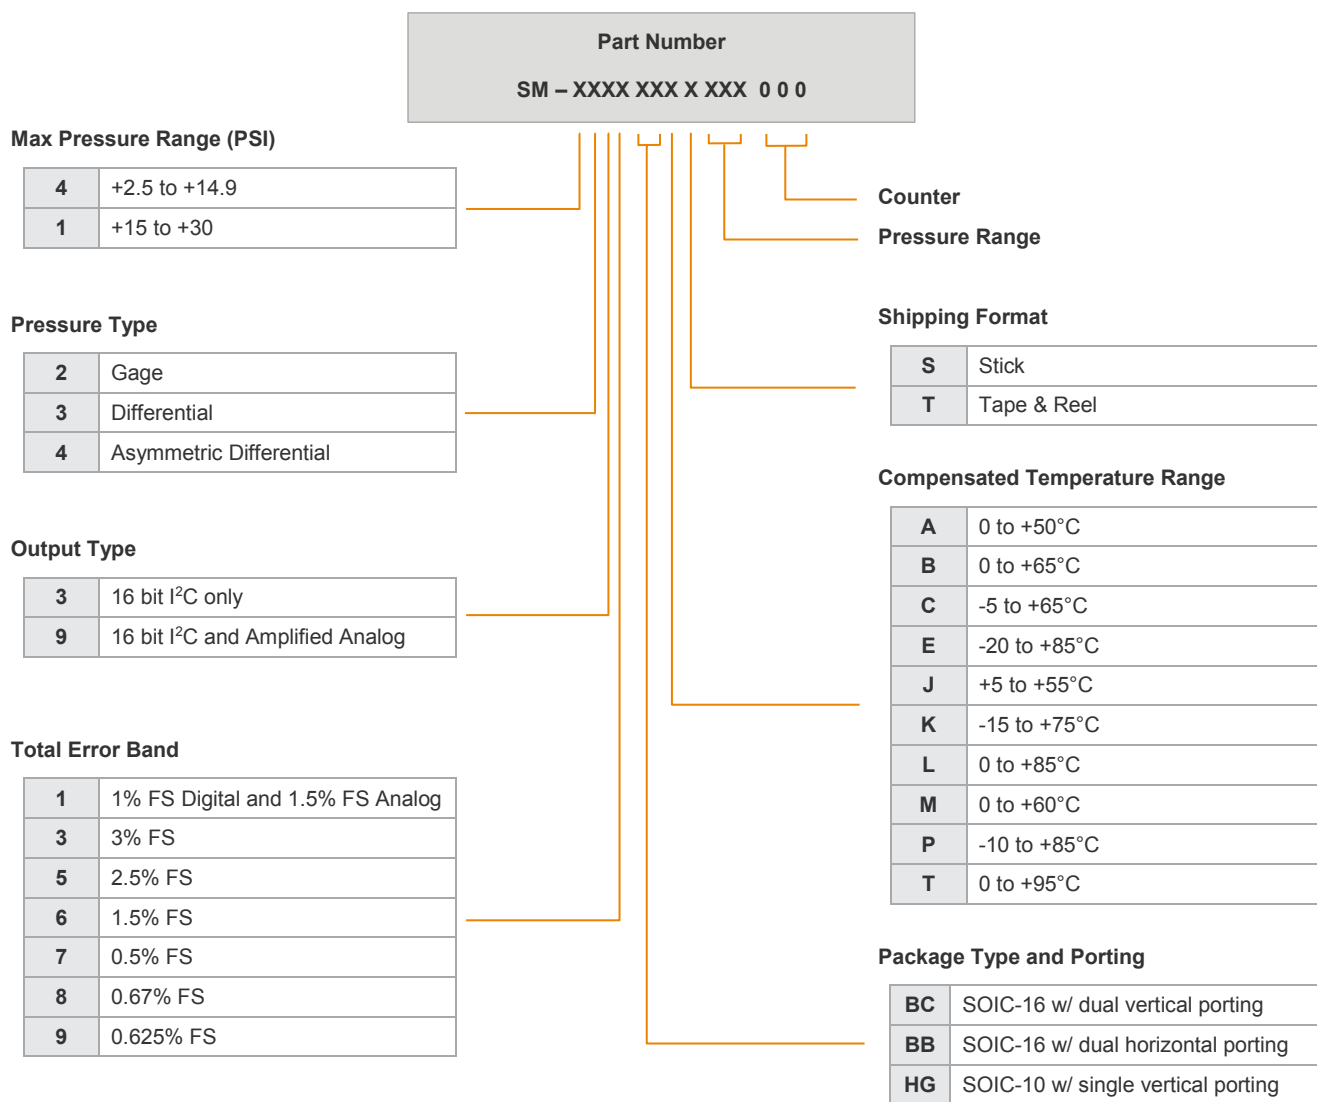 Part Number
SM – XXXX XXX X XXX 0 0 0
Max Pressure Range (PSI)
4 +2.5 to +14.9
1 +15 to +30
Pressure Type
2 Gage
3 Differential
4 Asymmetric Differential
Output Type
3 16 bit I²C only
9 16 bit I²C and Amplified Analog
Total Error Band
1 1% FS Digital and 1.5% FS Analog
3 3% FS
5 2.5% FS
6 1.5% FS
7 0.5% FS
8 0.67% FS
9 0.625% FS
Counter
Pressure Range
Shipping Format
S Stick
T Tape & Reel
Compensated Temperature Range
A 0 to +50°C
B 0 to +65°C
C -5 to +65°C
E -20 to +85°C
J +5 to +55°C
K -15 to +75°C
L 0 to +85°C
M 0 to +60°C
P -10 to +85°C
T 0 to +95°C
Package Type and Porting
BC SOIC-16 w/ dual vertical porting
BB SOIC-16 w/ dual horizontal porting
HG SOIC-10 w/ single vertical porting